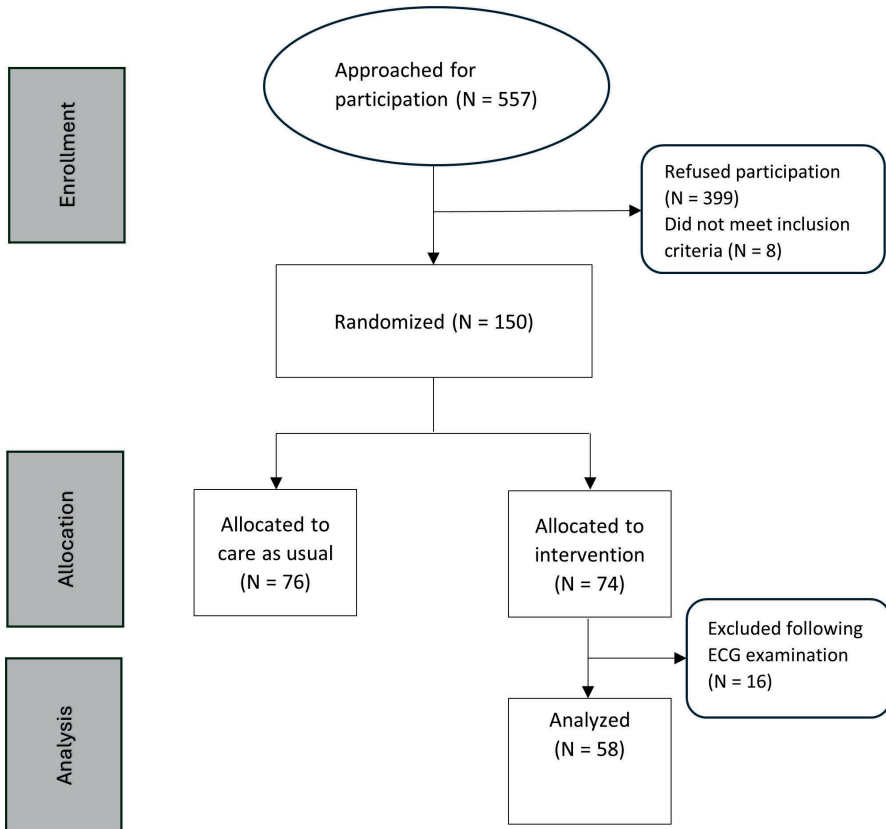 Enrollment
Approached for
participation (N = 557)
Refused participation
(N = 399)
Did not meet inclusion
criteria (N = 8)
Randomized (N = 150)
Allocation
Allocated to
care as usual
(N = 76)
Allocated to
intervention
(N = 74)
Excluded following
ECG examination
(N = 16)
Analysis
Analyzed
(N = 58)